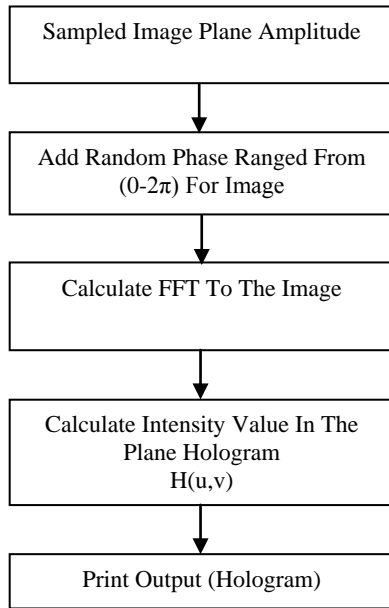 Sampled Image Plane Amplitude
Add Random Phase Ranged From
(0-2π) For Image
Calculate FFT To The Image
Calculate Intensity Value In The
Plane Hologram
H(u,v)
Print Output (Hologram)